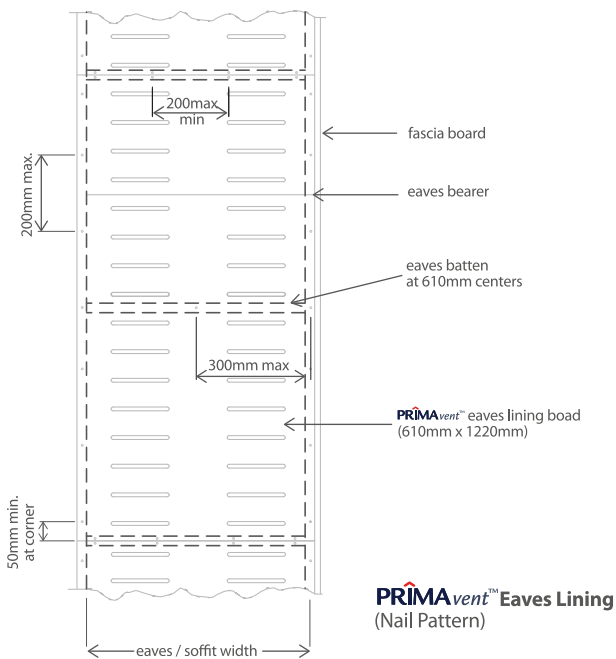 200max
min
fascia board
200mm max.
eaves bearer
eaves batten
at 610mm centers
300mm max
PRIMAvent™ eaves lining boad
(610mm x 1220mm)
50mm min.
at corner
PRÎMAvent™ Eaves Lining
(Nail Pattern)
eaves / soffit width